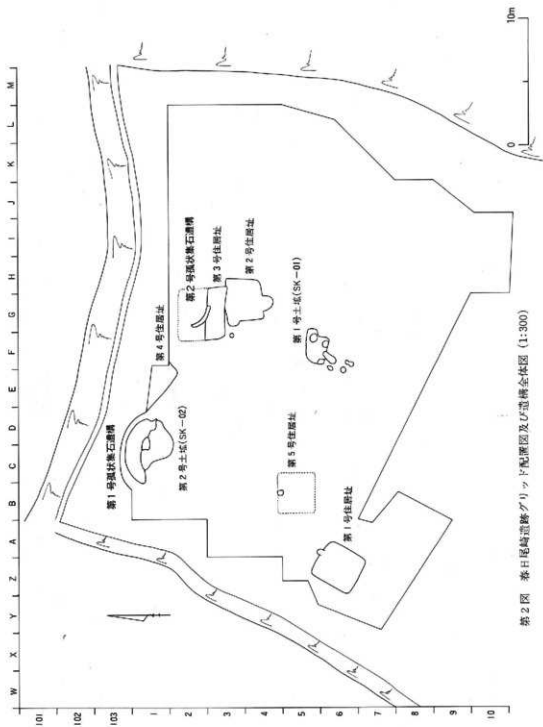 W X Y Z A B C D E F G H I J K L M
101
102
103
1
2
3
4
5
6
7
8
9
10
第1号弧状集石遺構
第2号土坑(SK-02)
第4号住居址
第2号弧状集石遺構
第3号住居址
第2号住居址
第1号土坑(SK-01)
第5号住居址
第1号住居址
0 10m
第2図 春日尾崎遺跡グリッド配置図及び遺構全体図 (1:300)